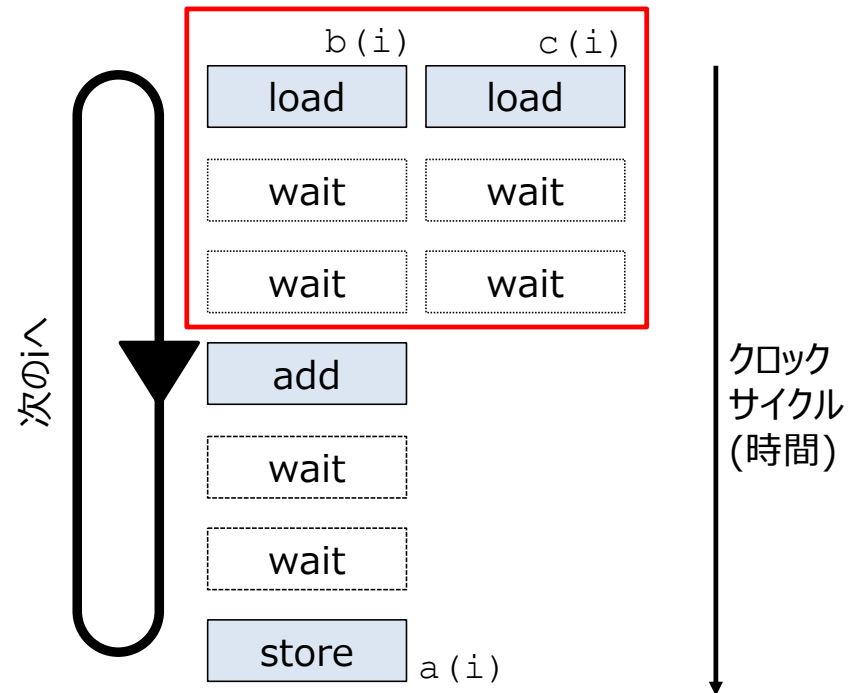 b(i) c(i)
load load
wait wait
wait wait
add
wait
wait
store a(i)
次のiへ
クロック
サイクル
(時間)